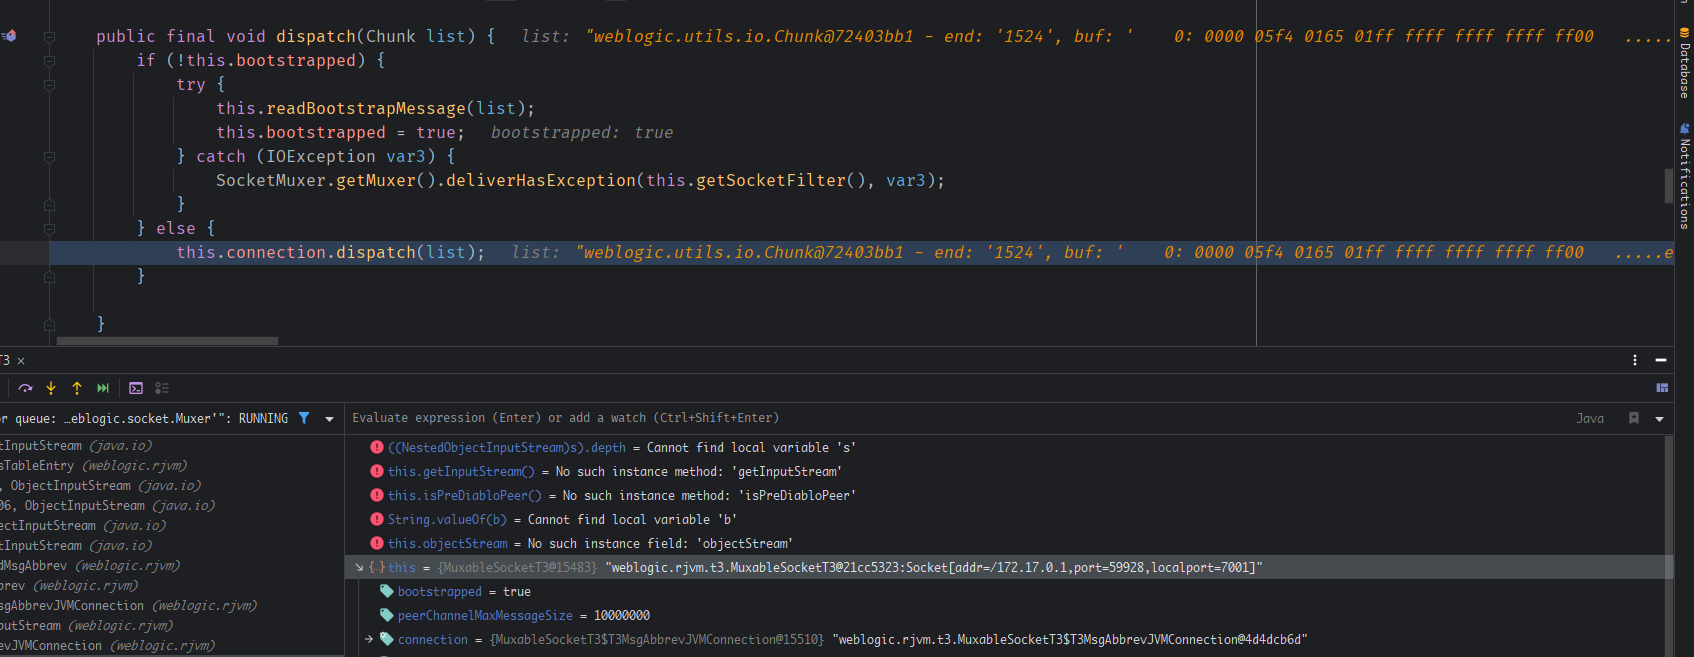 public final void dispatch(Chunk list) {   list:  "weblogic.utils.io.Chunk@72403bb1 - end: '1524', buf: '    0: 0000 05f4 0165 01ff ffff ffff ffff ff00   .....
if (!this.bootstrapped) {
try {
this.readBootstrapMessage(list);
this.bootstrapped = true;   bootstrapped: true
} catch (IOException var3) {
SocketMuxer.getMuxer().deliverHasException(this.getSocketFilter(), var3);
}
} else {
this.connection.dispatch(list);   list:  "weblogic.utils.io.Chunk@72403bb1 - end: '1524', buf: '    0: 0000 05f4 0165 01ff ffff ffff ffff ff00   .....e
}
}
Database
Notifications
T3 ×
or queue: …eblogic.socket.Muxer'": RUNNING
Evaluate expression (Enter) or add a watch (Ctrl+Shift+Enter)
Java
tInputStream (java.io)
sTableEntry (weblogic.rjvm)
, ObjectInputStream (java.io)
06, ObjectInputStream (java.io)
ectInputStream (java.io)
tInputStream (java.io)
dMsgAbbrev (weblogic.rjvm)
brev (weblogic.rjvm)
sgAbbrevJVMConnection (weblogic.rjvm)
putStream (weblogic.rjvm)
evJVMConnection (weblogic.rjvm)
((NestedObjectInputStream)s).depth = Cannot find local variable 's'
this.getInputStream() = No such instance method: 'getInputStream'
this.isPreDiabloPeer() = No such instance method: 'isPreDiabloPeer'
String.valueOf(b) = Cannot find local variable 'b'
this.objectStream = No such instance field: 'objectStream'
this = {MuxableSocketT3@15483} "weblogic.rjvm.t3.MuxableSocketT3@21cc5323:Socket[addr=/172.17.0.1,port=59928,localport=7001]"
bootstrapped = true
peerChannelMaxMessageSize = 10000000
connection = {MuxableSocketT3$T3MsgAbbrevJVMConnection@15510} "weblogic.rjvm.t3.MuxableSocketT3$T3MsgAbbrevJVMConnection@4d4dcb6d"